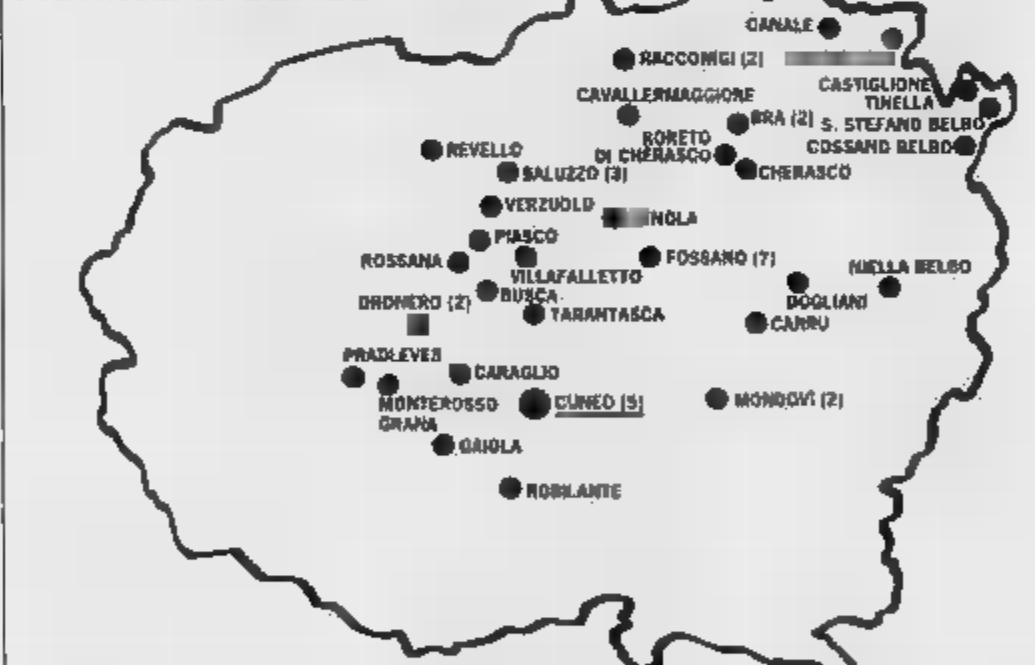 CANALE
RACCONIGI (2)
CASTIGLIONE
TINELLA
CAVALLERMAGGIORE
BRA (2)
S. STEFANO BELBO
RORETO
DI CHERASCO
COSSANO BELBO
REVELLO
SALUZZO (3)
CHERASCO
VERZUOLO
NOLA
PIASCO
ROSSANA
FOSSANO (7)
VILLAFALLETTO
NIELLA BELBO
BUSCA
DRONERO (2)
DOGLIANI
TARANTASCA
CARRU
PRADLEVES
CARAGLIO
MONTEROSSO
GRANA
CUNEO (5)
MONDOVÌ (2)
GAIOLA
ROBILANTE